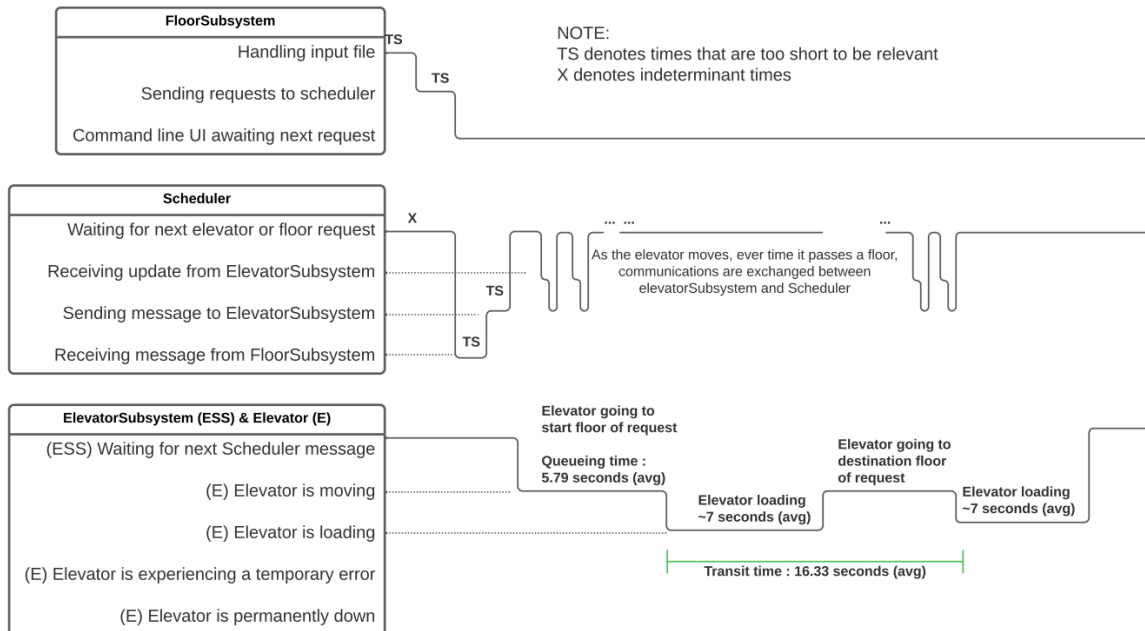 FloorSubsystem
Handling input file
Sending requests to scheduler
Command line UI awaiting next request
TS
TS
NOTE:
TS denotes times that are too short to be relevant
X denotes indeterminant times
Scheduler
Waiting for next elevator or floor request
Receiving update from ElevatorSubsystem
Sending message to ElevatorSubsystem
Receiving message from FloorSubsystem
X
TS
TS
... ...
...
As the elevator moves, ever time it passes a floor,
communications are exchanged between
elevatorSubsystem and Scheduler
ElevatorSubsystem (ESS) & Elevator (E)
(ESS) Waiting for next Scheduler message
(E) Elevator is moving
(E) Elevator is loading
(E) Elevator is experiencing a temporary error
(E) Elevator is permanently down
Elevator going to
start floor of request
Queueing time :
5.79 seconds (avg)
Elevator loading
~7 seconds (avg)
Elevator going to
destination floor
of request
Elevator loading
~7 seconds (avg)
Transit time : 16.33 seconds (avg)